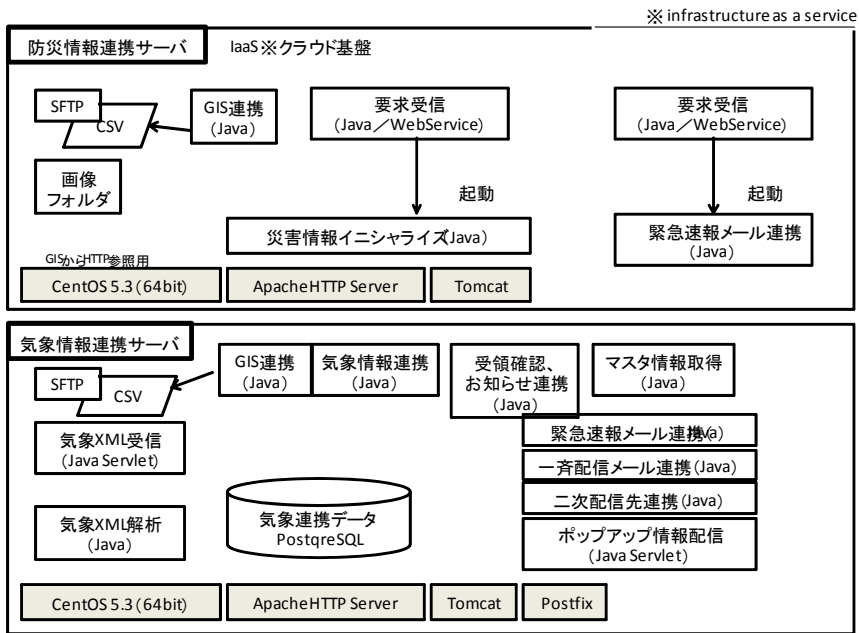 ※ infrastructure as a service
防災情報連携サーバ
IaaS※クラウド基盤
SFTP
CSV
GIS連携
(Java)
要求受信
(Java／WebService)
要求受信
(Java／WebService)
画像
フォルダ
起動
起動
災害情報イニシャライズ(Java)
緊急速報メール連携
(Java)
GISからHTTP参照用
CentOS 5.3 (64bit)
ApacheHTTP Server
Tomcat
気象情報連携サーバ
SFTP
CSV
GIS連携
(Java)
気象情報連携
(Java)
受領確認、
お知らせ連携
(Java)
マスタ情報取得
(Java)
気象XML受信
(Java Servlet)
緊急速報メール連携(Java)
一斉配信メール連携(Java)
二次配信先連携(Java)
気象XML解析
(Java)
気象連携データ
PostqreSQL
ポップアップ情報配信
(Java Servlet)
CentOS 5.3 (64bit)
ApacheHTTP Server
Tomcat
Postfix